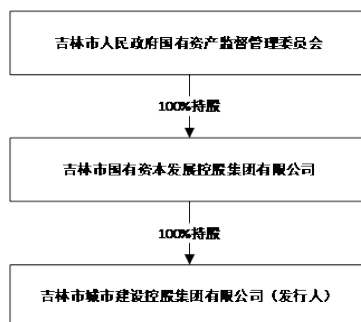 吉林市人民政府国有资产监督管理委员会
100%持股
吉林市国有资本发展控股集团有限公司
100%持股
吉林市城市建设控股集团有限公司（发行人）